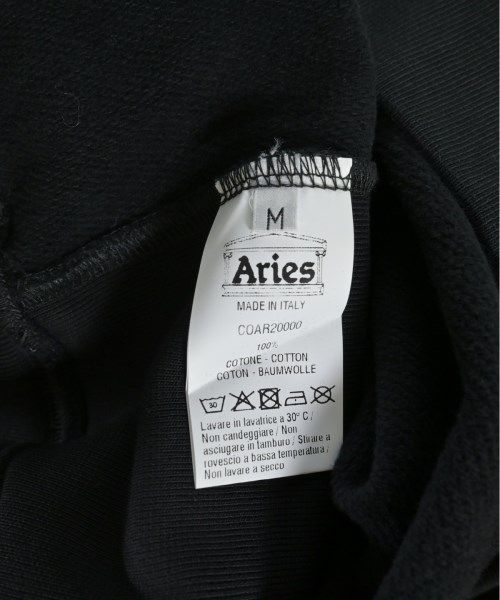 M
Aries
MADE IN ITALY
COAR20000
100%
COTONE - COTTON
COTON - BAUMWOLLE
30
Lavare in lavatrice a 30° C /
Non candeggiare / Non
asciugare in tamburo / Stirare a
rovescio a bassa temperatura /
Non lavare a secco